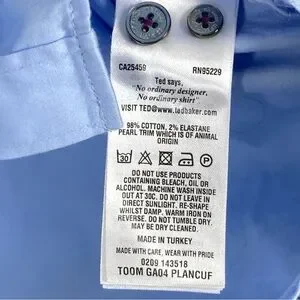 CA25459 RN95229
Ted says,
"No ordinary designer,
No ordinary shirt"
VISIT TED@www.tedbaker.com
98% COTTON, 2% ELASTANE
PEARL TRIM WHICH IS OF ANIMAL
ORIGIN
30
DO NOT USE PRODUCTS
CONTAINING BLEACH, OIL OR
ALCOHOL. MACHINE WASH INSIDE
OUT AT 30C. DO NOT LEAVE IN
DIRECT SUNLIGHT. RE-SHAPE
WHILST DAMP. WARM IRON ON
REVERSE. DO NOT TUMBLE DRY.
MAY BE DRY CLEANED.
MADE IN TURKEY
MADE WITH CARE, WEAR WITH PRIDE
0209 143518
TOOM GA04 PLANCUF